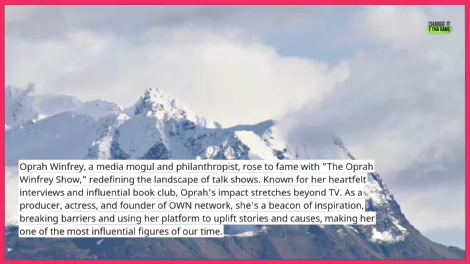 CHANGE IT
2 THA GAME
Oprah Winfrey, a media mogul and philanthropist, rose to fame with "The Oprah
Winfrey Show," redefining the landscape of talk shows. Known for her heartfelt
interviews and influential book club, Oprah's impact stretches beyond TV. As a
producer, actress, and founder of OWN network, she's a beacon of inspiration,
breaking barriers and using her platform to uplift stories and causes, making her
one of the most influential figures of our time.